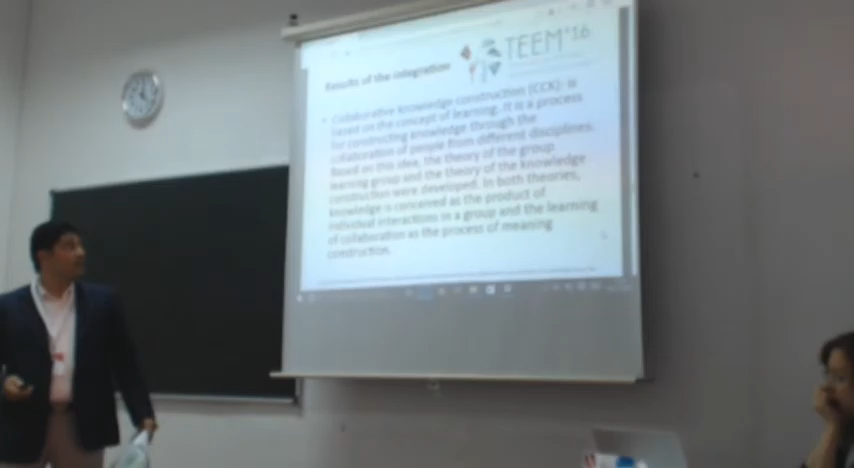 TEEM'16
Results of the integration
• Collaborative knowledge construction (CCK): is
based on the concept of learning. It is a process
for constructing knowledge through the
collaboration of people from different disciplines.
Based on this idea, the theory of the group
learning group and the theory of the knowledge
construction were developed. In both theories,
knowledge is conceived as the product of
individual interactions in a group and the learning
of collaboration as the process of meaning
construction.